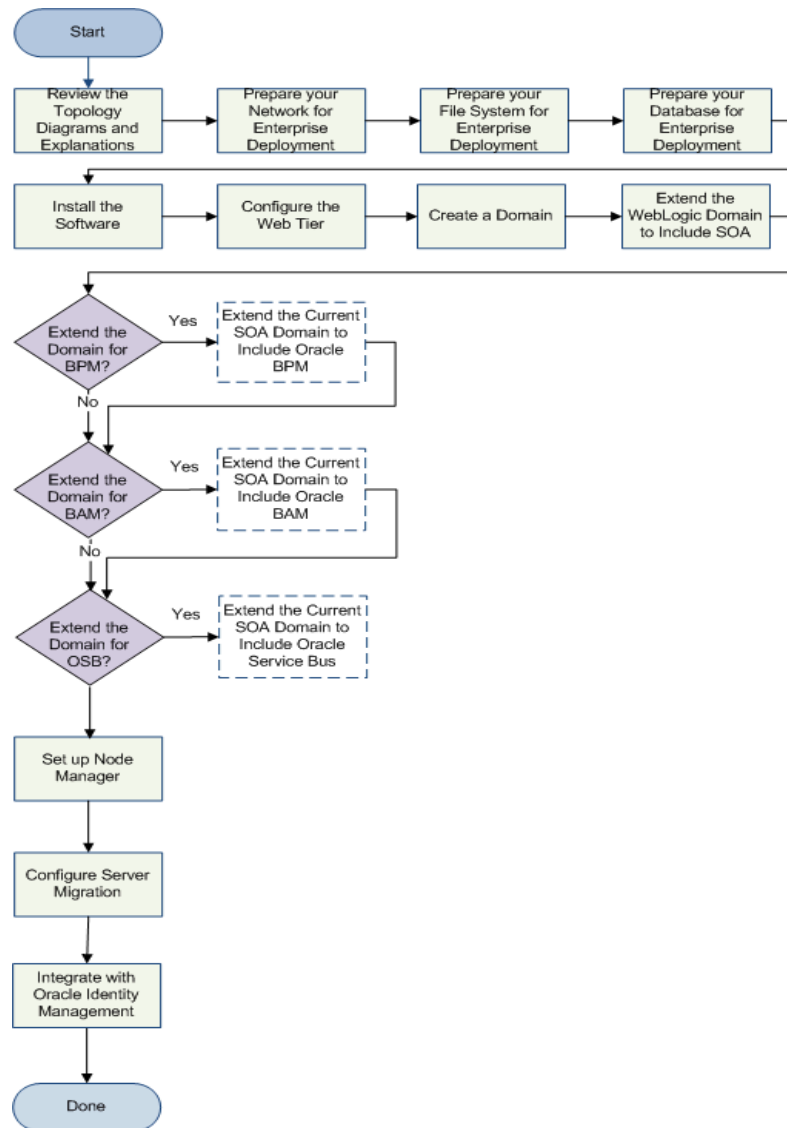 Start
Review the
Topology
Diagrams and
Explanations
Prepare your
Network for
Enterprise
Deployment
Prepare your
File System for
Enterprise
Deployment
Prepare your
Database for
Enterprise
Deployment
Install the
Software
Configure the
Web Tier
Create a Domain
Extend the
WebLogic Domain
to Include SOA
Extend the
Domain for
BPM?
Yes
Extend the Current
SOA Domain to
Include Oracle
BPM
No
Extend the
Domain for
BAM?
Yes
Extend the Current
SOA Domain to
Include Oracle
BAM
No
Extend the
Domain for
OSB?
Yes
Extend the Current
SOA Domain to
Include Oracle
Service Bus
Set up Node
Manager
Configure Server
Migration
Integrate with
Oracle Identity
Management
Done